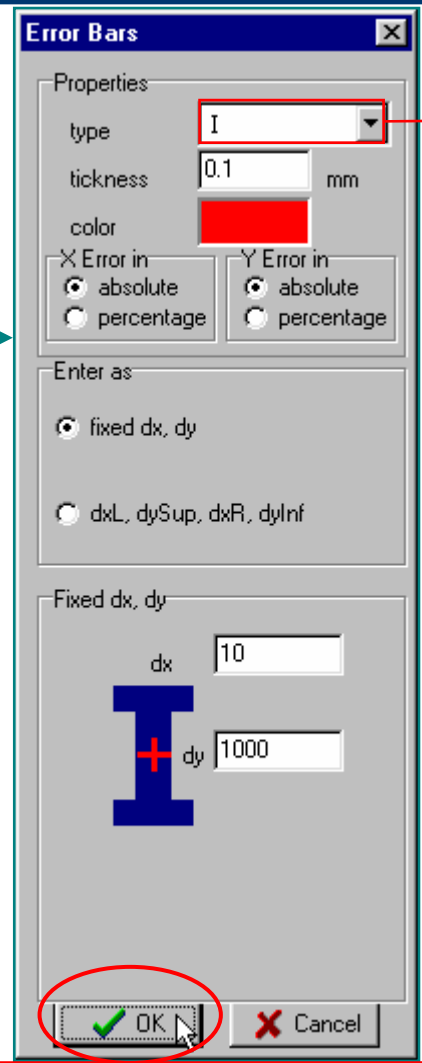 Error Bars
Properties
type I
tickness 0.1 mm
color
X Error in Y Error in
absolute absolute
percentage percentage
Enter as
fixed dx, dy
dxL, dySup, dxR, dyInf
Fixed dx, dy
dx 10
dy 1000
OK Cancel